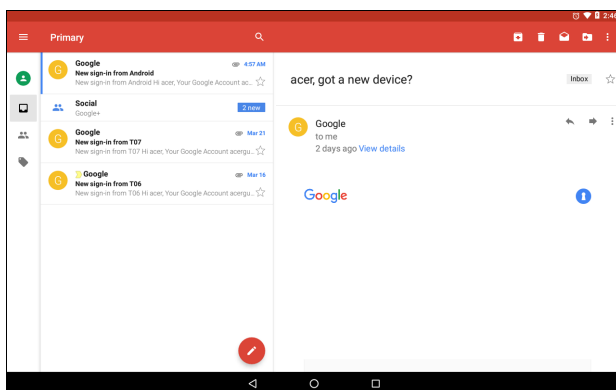 2:46
Primary
Google 4:57 AM
New sign-in from Android
New sign-in from Android Hi acer, Your Google Account ac...
Social 2 new
Google+
Google Mar 21
New sign-in from T07
New sign-in from T07 Hi acer, Your Google Account acergu...
Google Mar 16
New sign-in from T06
New sign-in from T06 Hi acer, Your Google Account acergu...
acer, got a new device? Inbox
G
G
G
G
Google
to me
2 days ago View details
Google